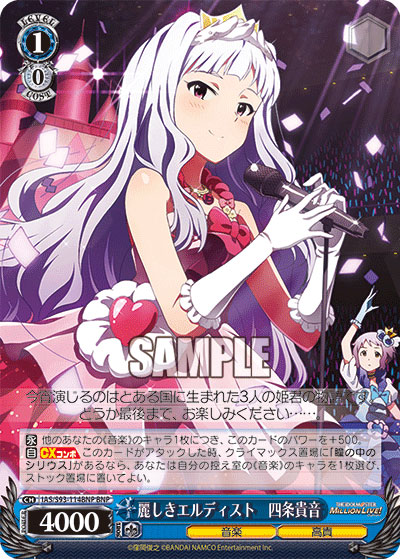 LEVEL
1
0
COST
SAMPLE
今宵演じるのはとある国に生まれた3人の姫君の物語です。
どうか最後まで、お楽しみください……。
永 他のあなたの《音楽》のキャラ1枚につき、このカードのパワーを+500。
自 CXコンボ このカードがアタックした時、クライマックス置場に「瞳の中の
シリウス」があるなら、あなたは自分の控え室の《音楽》のキャラを1枚選び、ス
トック置場に置いてよい。
IAS/S93-114BNP BNP
POWER
4000
麗しきエルディスト 四条貴音
THE IDOLM@STER
MILLION LIVE!
音楽
高貴
©窪岡俊之 ©BANDAI NAMCO Entertainment Inc.